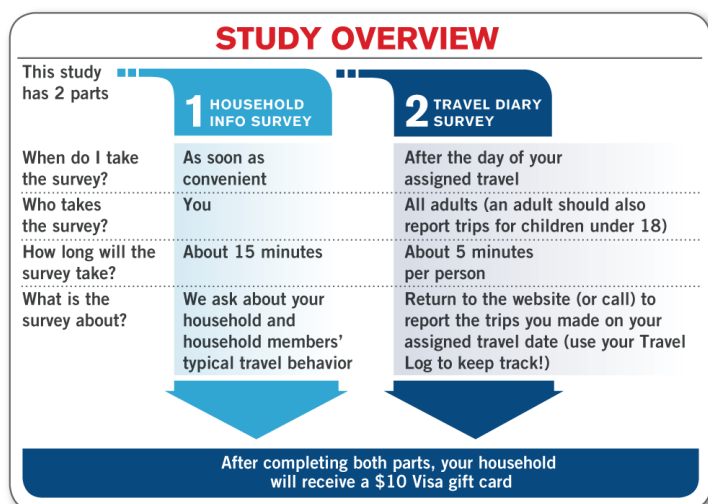 STUDY OVERVIEW
This study
has 2 parts
1 HOUSEHOLD
INFO SURVEY
2 TRAVEL DIARY
SURVEY
When do I take
the survey?
As soon as
convenient
After the day of your
assigned travel
Who takes
the survey?
You
All adults (an adult should also
report trips for children under 18)
How long will the
survey take?
About 15 minutes
About 5 minutes
per person
What is the
survey about?
We ask about your
household and
household members’
typical travel behavior
Return to the website (or call) to
report the trips you made on your
assigned travel date (use your Travel
Log to keep track!)
After completing both parts, your household
will receive a $10 Visa gift card